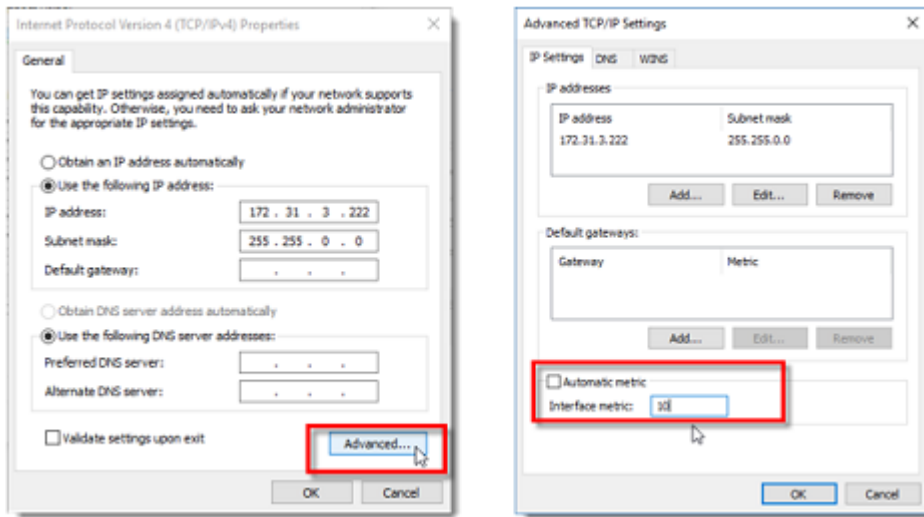 Internet Protocol Version 4 (TCP/IPv4) Properties
General
You can get IP settings assigned automatically if your network supports
this capability. Otherwise, you need to ask your network administrator
for the appropriate IP settings.
Obtain an IP address automatically
Use the following IP address:
IP address: 172 . 31 . 3 . 222
Subnet mask: 255 . 255 . 0 . 0
Default gateway: . . .
Obtain DNS server address automatically
Use the following DNS server addresses:
Preferred DNS server: . . .
Alternate DNS server: . . .
Validate settings upon exit
Advanced...
OK Cancel
Advanced TCP/IP Settings
IP Settings DNS WINS
IP addresses
IP address Subnet mask
172.31.3.222 255.255.0.0
Add... Edit... Remove
Default gateways:
Gateway Metric
Add... Edit... Remove
Automatic metric
Interface metric: 10
OK Cancel